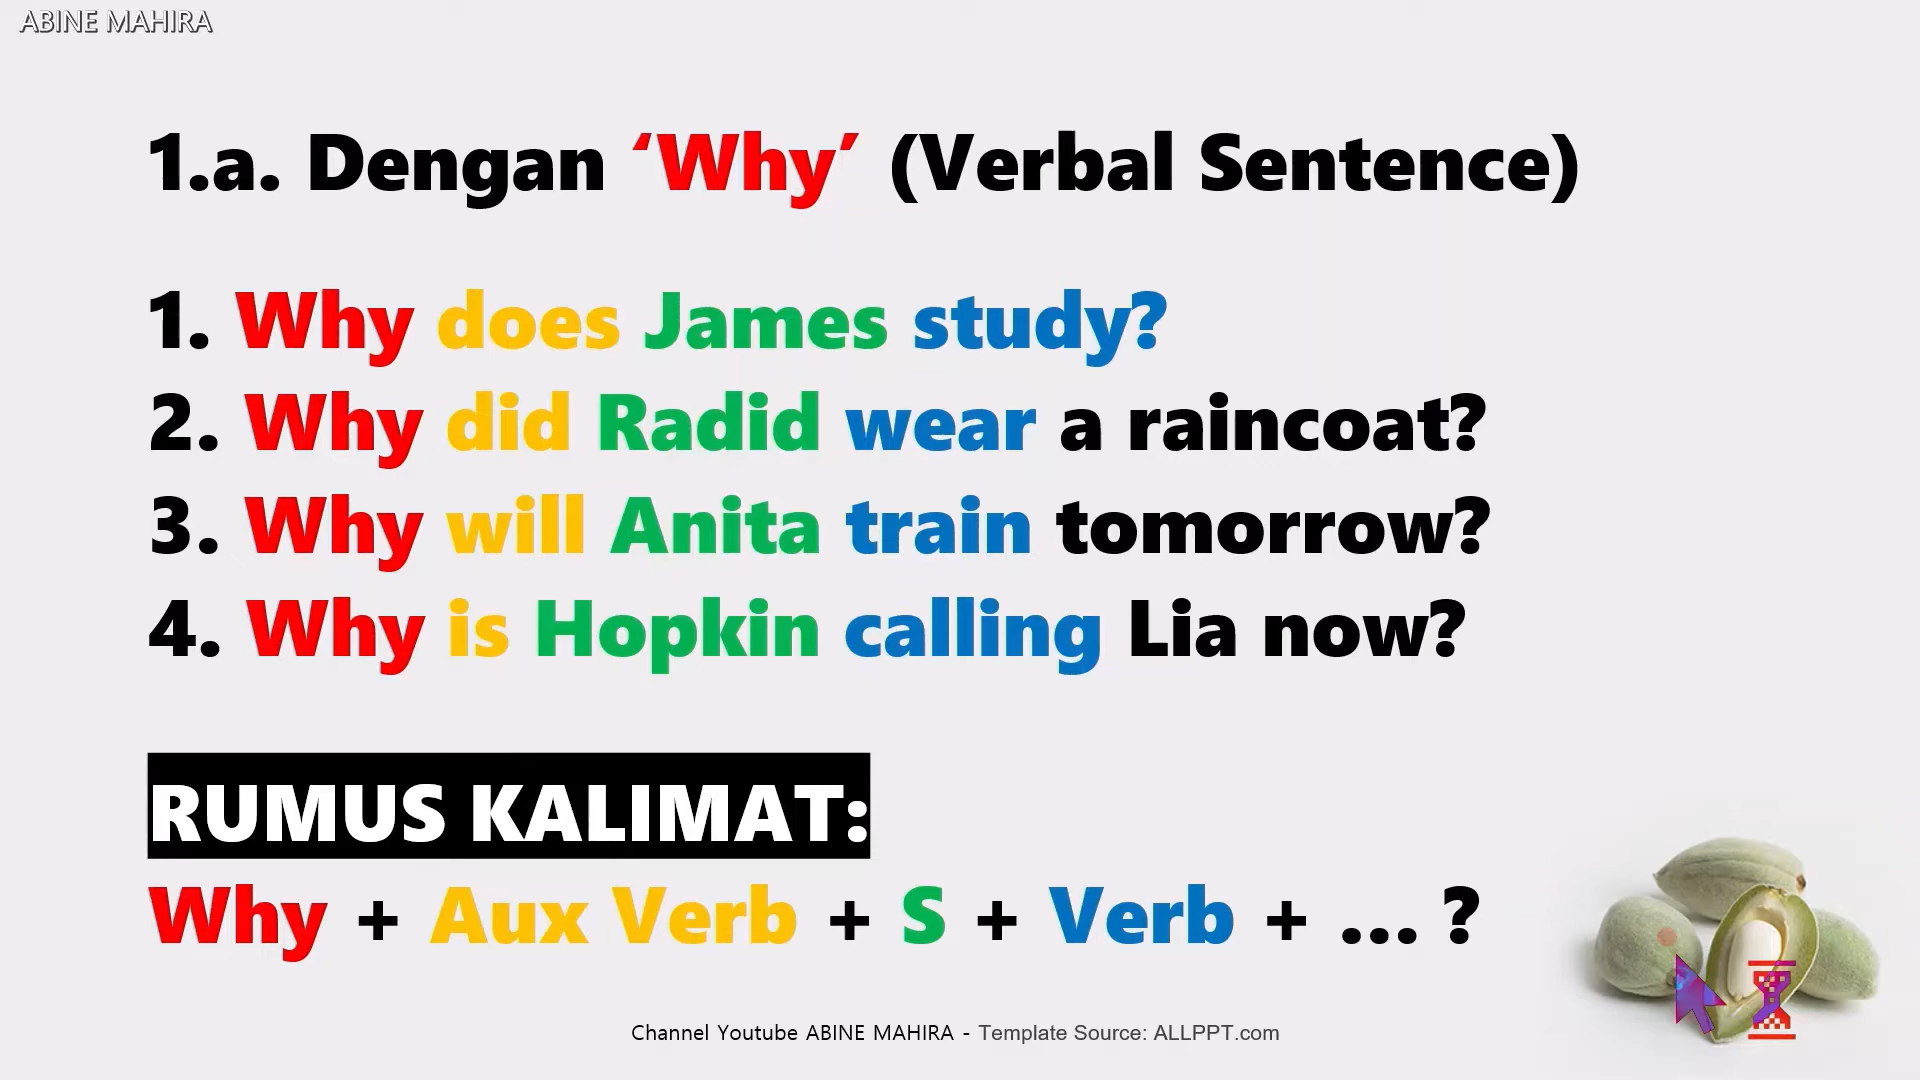 ABINE MAHIRA
1.a. Dengan ‘Why’ (Verbal Sentence)
1. Why does James study?
2. Why did Radid wear a raincoat?
3. Why will Anita train tomorrow?
4. Why is Hopkin calling Lia now?
RUMUS KALIMAT:
Why + Aux Verb + S + Verb + ... ?
Channel Youtube ABINE MAHIRA - Template Source: ALLPPT.com